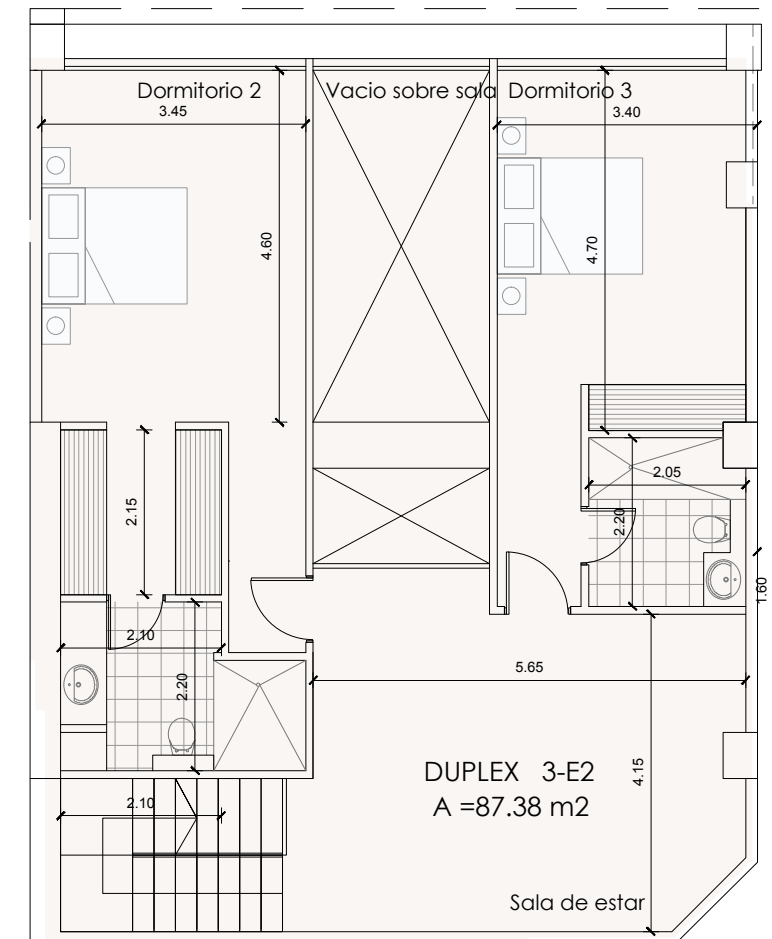 Dormitorio 2
Vacio sobre sala
Dormitorio 3
3.45
3.40
4.60
4.70
2.15
2.05
2.20
1.60
2.10
2.20
5.65
DUPLEX 3-E2
A =87.38 m2
4.15
2.10
Sala de estar